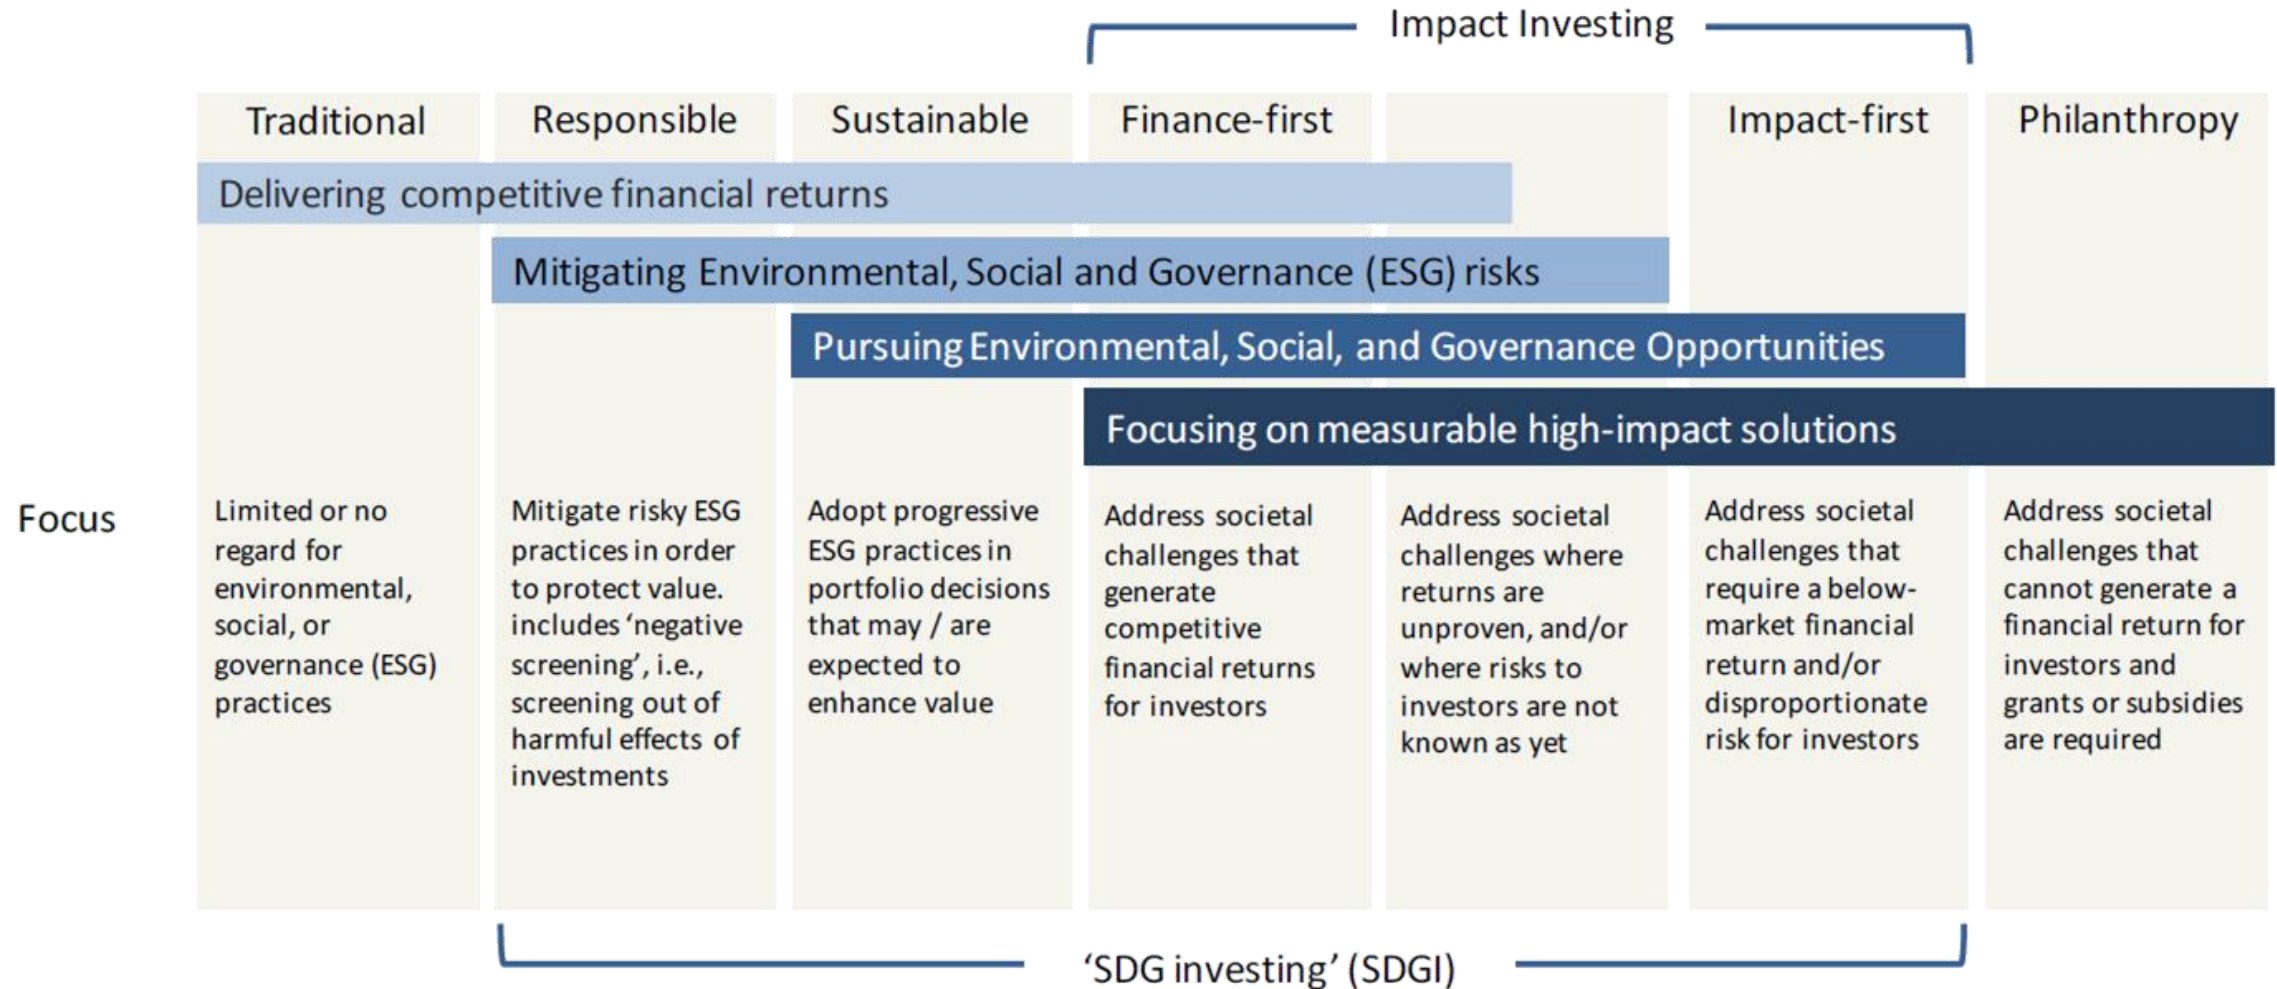 Impact Investing
Traditional
Responsible
Sustainable
Finance-first
Impact-first
Philanthropy
Delivering competitive financial returns
Mitigating Environmental, Social and Governance (ESG) risks
Pursuing Environmental, Social, and Governance Opportunities
Focusing on measurable high-impact solutions
Focus
Limited or no
regard for
environmental,
social, or
governance (ESG)
practices
Mitigate risky ESG
practices in order
to protect value.
includes ‘negative
screening’, i.e.,
screening out of
harmful effects of
investments
Adopt progressive
ESG practices in
portfolio decisions
that may / are
expected to
enhance value
Address societal
challenges that
generate
competitive
financial returns
for investors
Address societal
challenges where
returns are
unproven, and/or
where risks to
investors are not
known as yet
Address societal
challenges that
require a below-
market financial
return and/or
disproportionate
risk for investors
Address societal
challenges that
cannot generate a
financial return for
investors and
grants or subsidies
are required
‘SDG investing’ (SDGI)